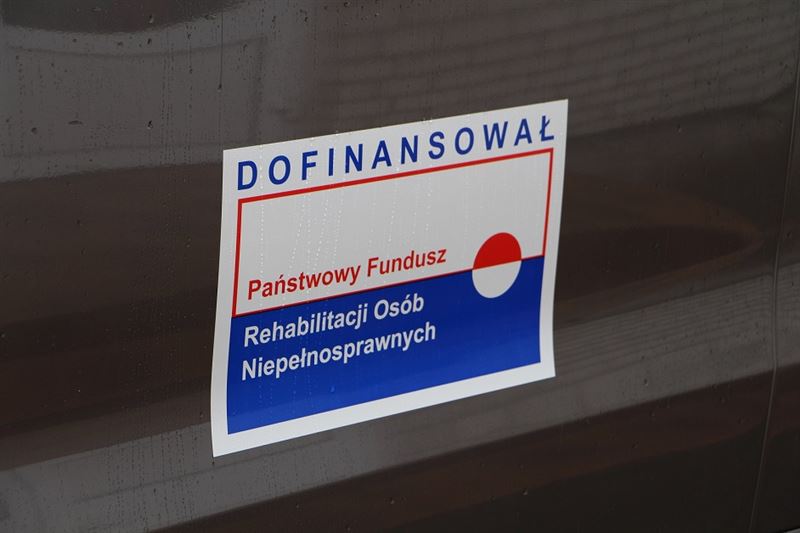 DOFINANSOWAŁ
Państwowy Fundusz
Rehabilitacji Osób
Niepełnosprawnych